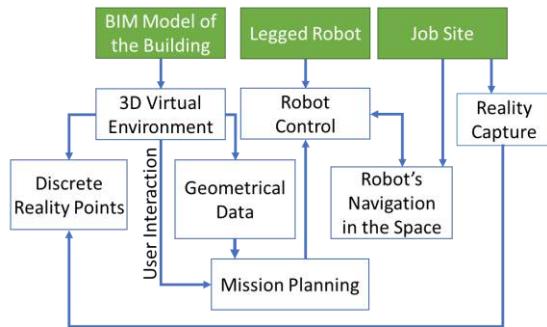 BIM Model of
the Building
Legged Robot
Job Site
3D Virtual
Environment
Robot
Control
Reality
Capture
Discrete
Reality Points
User Interaction
Geometrical
Data
Robot's
Navigation
in the Space
Mission Planning